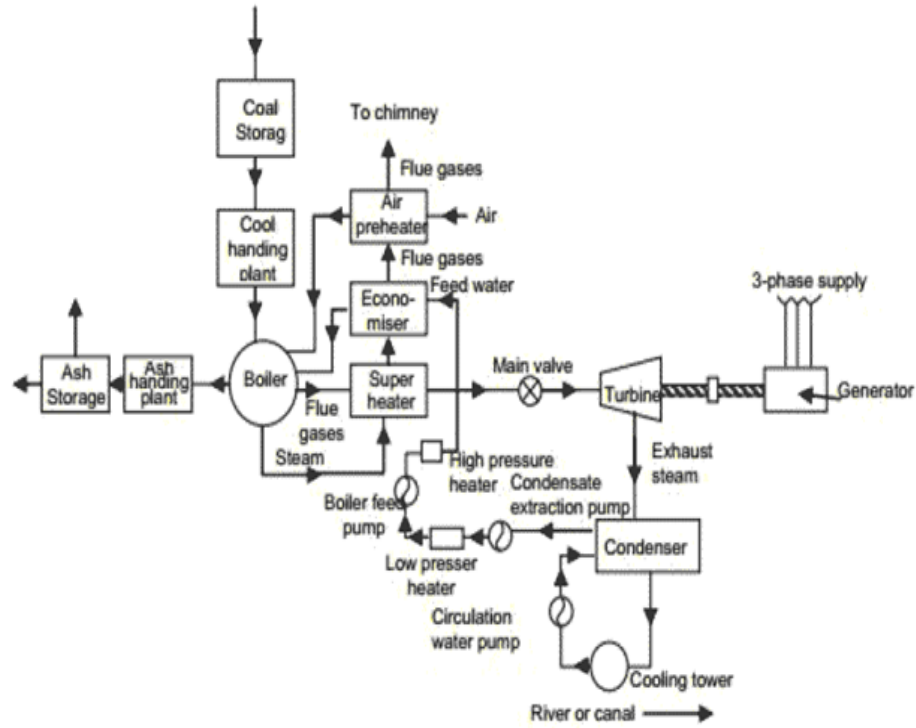 Coal
Storag
To chimney
Flue gases
Air
preheater
Air
Cool
handing
plant
Flue gases
Feed water
Econo-
miser
3-phase supply
Ash
Storage
Ash
handing
plant
Boiler
Super
heater
Main valve
Turbine
Generator
Flue
gases
Steam
High pressure
heater
Exhaust
steam
Boiler feed
pump
Condensate
extraction pump
Condenser
Low presser
heater
Circulation
water pump
Cooling tower
River or canal